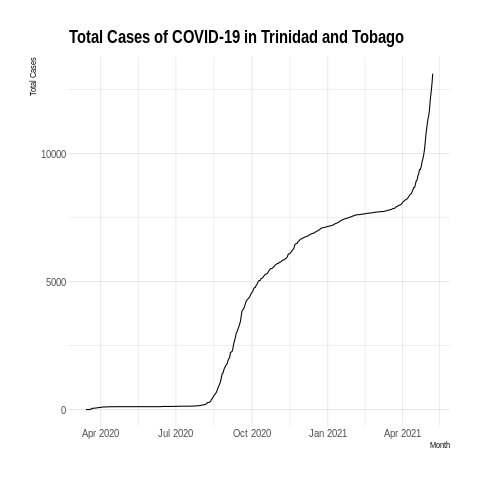 Total Cases of COVID-19 in Trinidad and Tobago
Total Cases
10000
5000
0
Apr 2020 Jul 2020 Oct 2020 Jan 2021 Apr 2021
Month